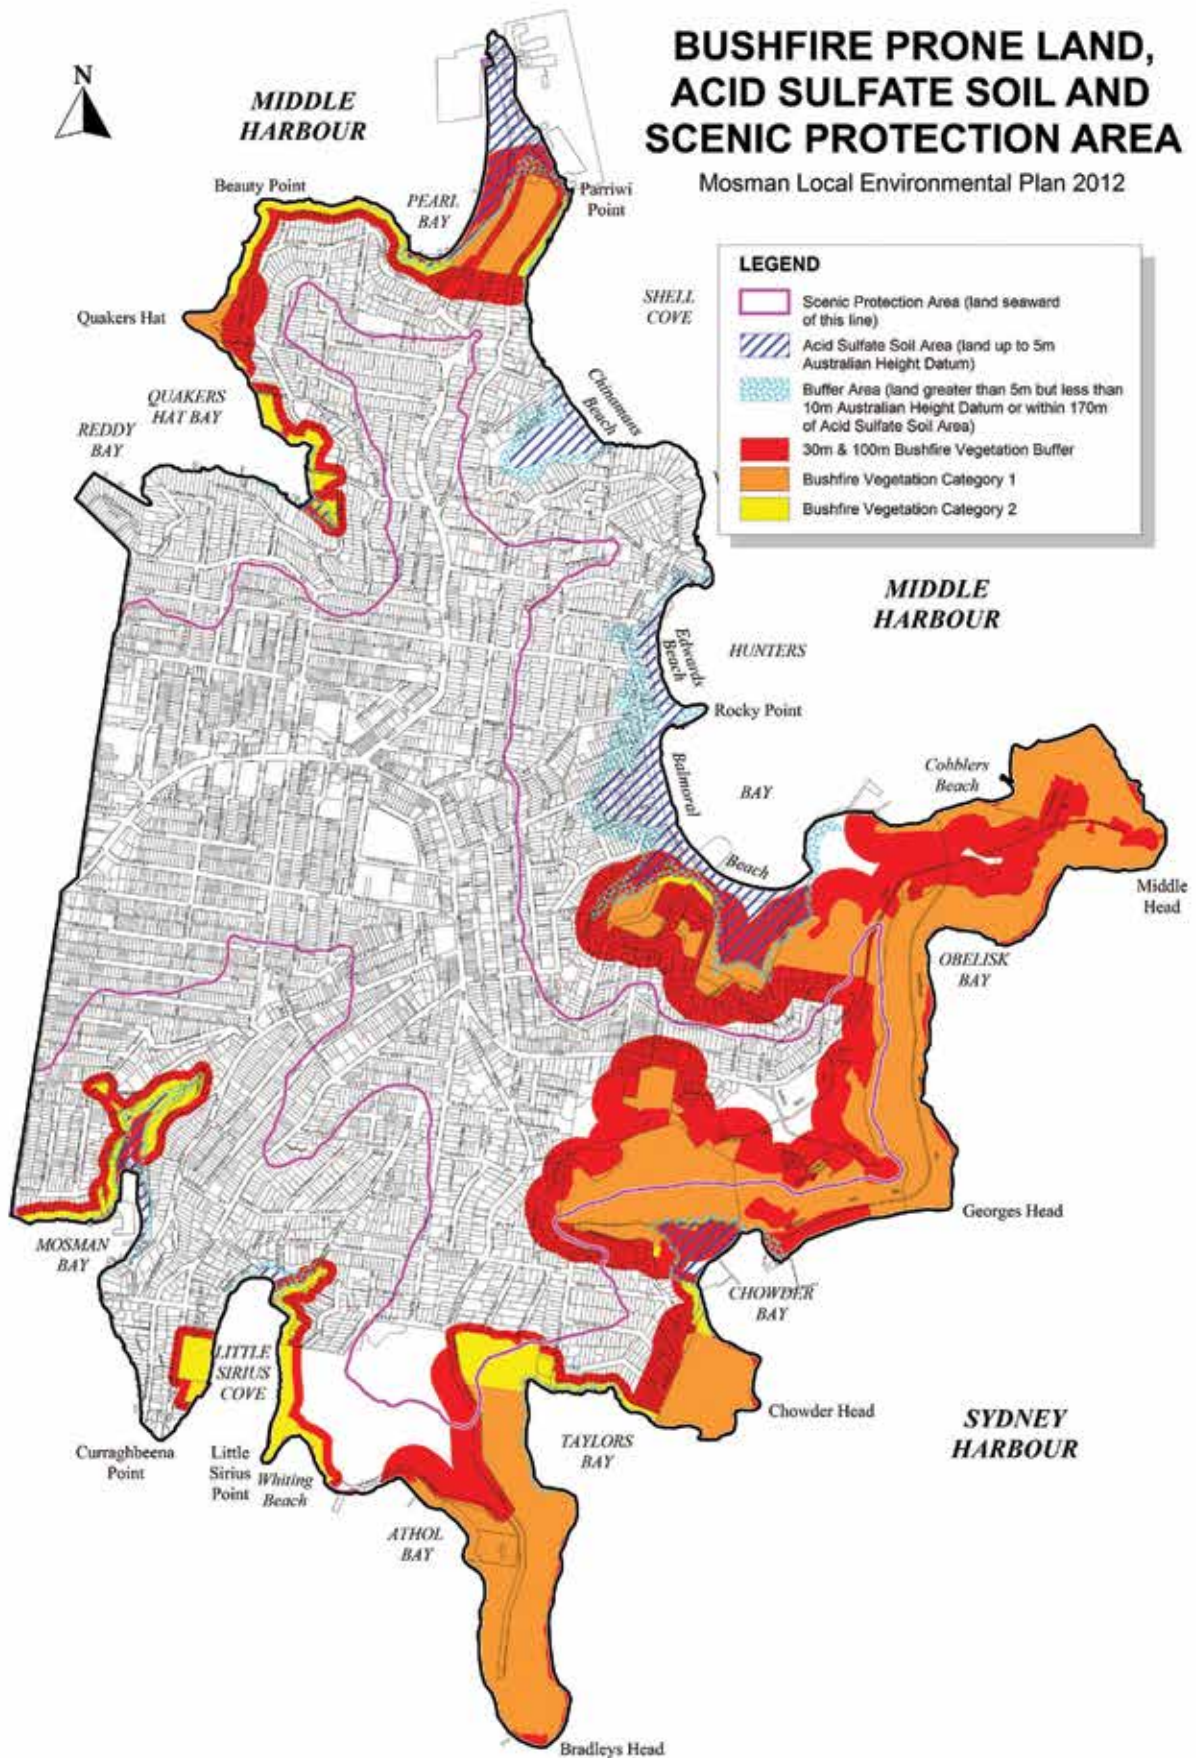 BUSHFIRE PRONE LAND,
ACID SULFATE SOIL AND
SCENIC PROTECTION AREA
Mosman Local Environmental Plan 2012
N
MIDDLE
HARBOUR
Beauty Point
PEARL
BAY
Parriwi
Point
LEGEND
Scenic Protection Area (land seaward
of this line)
Acid Sulfate Soil Area (land up to 5m
Australian Height Datum)
Buffer Area (land greater than 5m but less than
10m Australian Height Datum or within 170m
of Acid Sulfate Soil Area)
30m & 100m Bushfire Vegetation Buffer
Bushfire Vegetation Category 1
Bushfire Vegetation Category 2
SHELL
COVE
Quakers Hat
QUAKERS
HAT BAY
REDDY
BAY
Chinamans
Beach
MIDDLE
HARBOUR
Edwards
Beach
HUNTERS
Rocky Point
Balmoral
BAY
Beach
Cobblers
Beach
Middle
Head
OBELISK
BAY
Georges Head
MOSMAN
BAY
CHOWDER
BAY
LITTLE
SIRIUS
COVE
Chowder Head
SYDNEY
HARBOUR
Curraghbeena
Point
Little
Sirius
Point
Whiting
Beach
TAYLORS
BAY
ATHOL
BAY
Bradleys Head